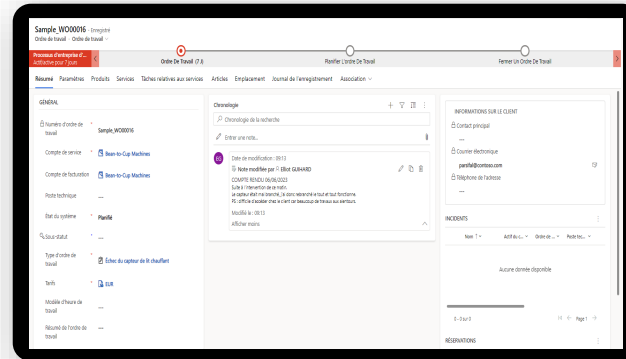 Sample_WO00016 - Enregistré
Ordre de travail · Ordre de travail
Processus d'entreprise d'...
Actif/active pour 7 jours
Ordre De Travail (7 J)
Planifier L'ordre De Travail
Fermer Un Ordre De Travail
Résumé Paramètres Produits Services Tâches relatives aux services Articles Emplacement Journal de l'enregistrement Association
GÉNÉRAL
Numéro d'ordre de travail * Sample_WO00016
Compte de service * Bean-to-Cup Machines
Compte de facturation Bean-to-Cup Machines
Poste technique ---
État du système * Planifié
Sous-statut * ---
Type d'ordre de travail * Échec du capteur de lit chauffant
Tarifs * EUR
Modèle d'heure de travail ---
Résumé de l'ordre de travail ---
Chronologie
Chronologie de la recherche
Entrer une note...
EG
Date de modification : 09:13
Note modifiée par Elliot GUIHARD
COMPTE RENDU 06/06/2023
Suite à l'intervention de ce matin.
Le capteur était mal branché, j'ai donc rebranché le tout et tout fonctionne.
PS : difficile d'accéder chez le client car beaucoup de travaux aux alentours.
Modifié le : 09:13
Afficher moins
INFORMATIONS SUR LE CLIENT
Contact principal
---
Courrier électronique
parsifal@contoso.com
Téléphone de l'adresse
---
INCIDENTS
Nom ↑ Actif du c... Ordre de ... Poste tec...
Aucune donnée disponible
0 - 0 sur 0 Page 1
RÉSERVATIONS